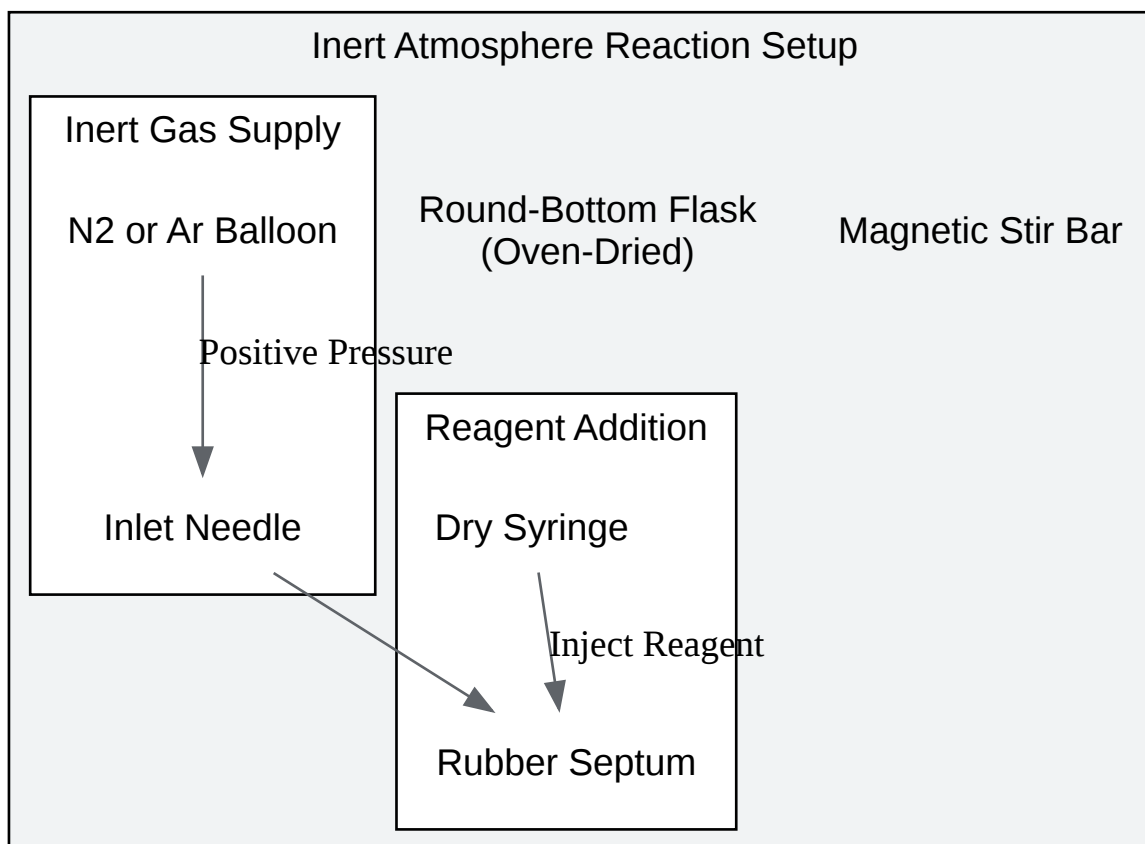 Inert Atmosphere Reaction Setup
Inert Gas Supply
N2 or Ar Balloon
Round-Bottom Flask
(Oven-Dried)
Magnetic Stir Bar
Positive Pressure
Reagent Addition
Inlet Needle
Dry Syringe
Inject Reagent
Rubber Septum